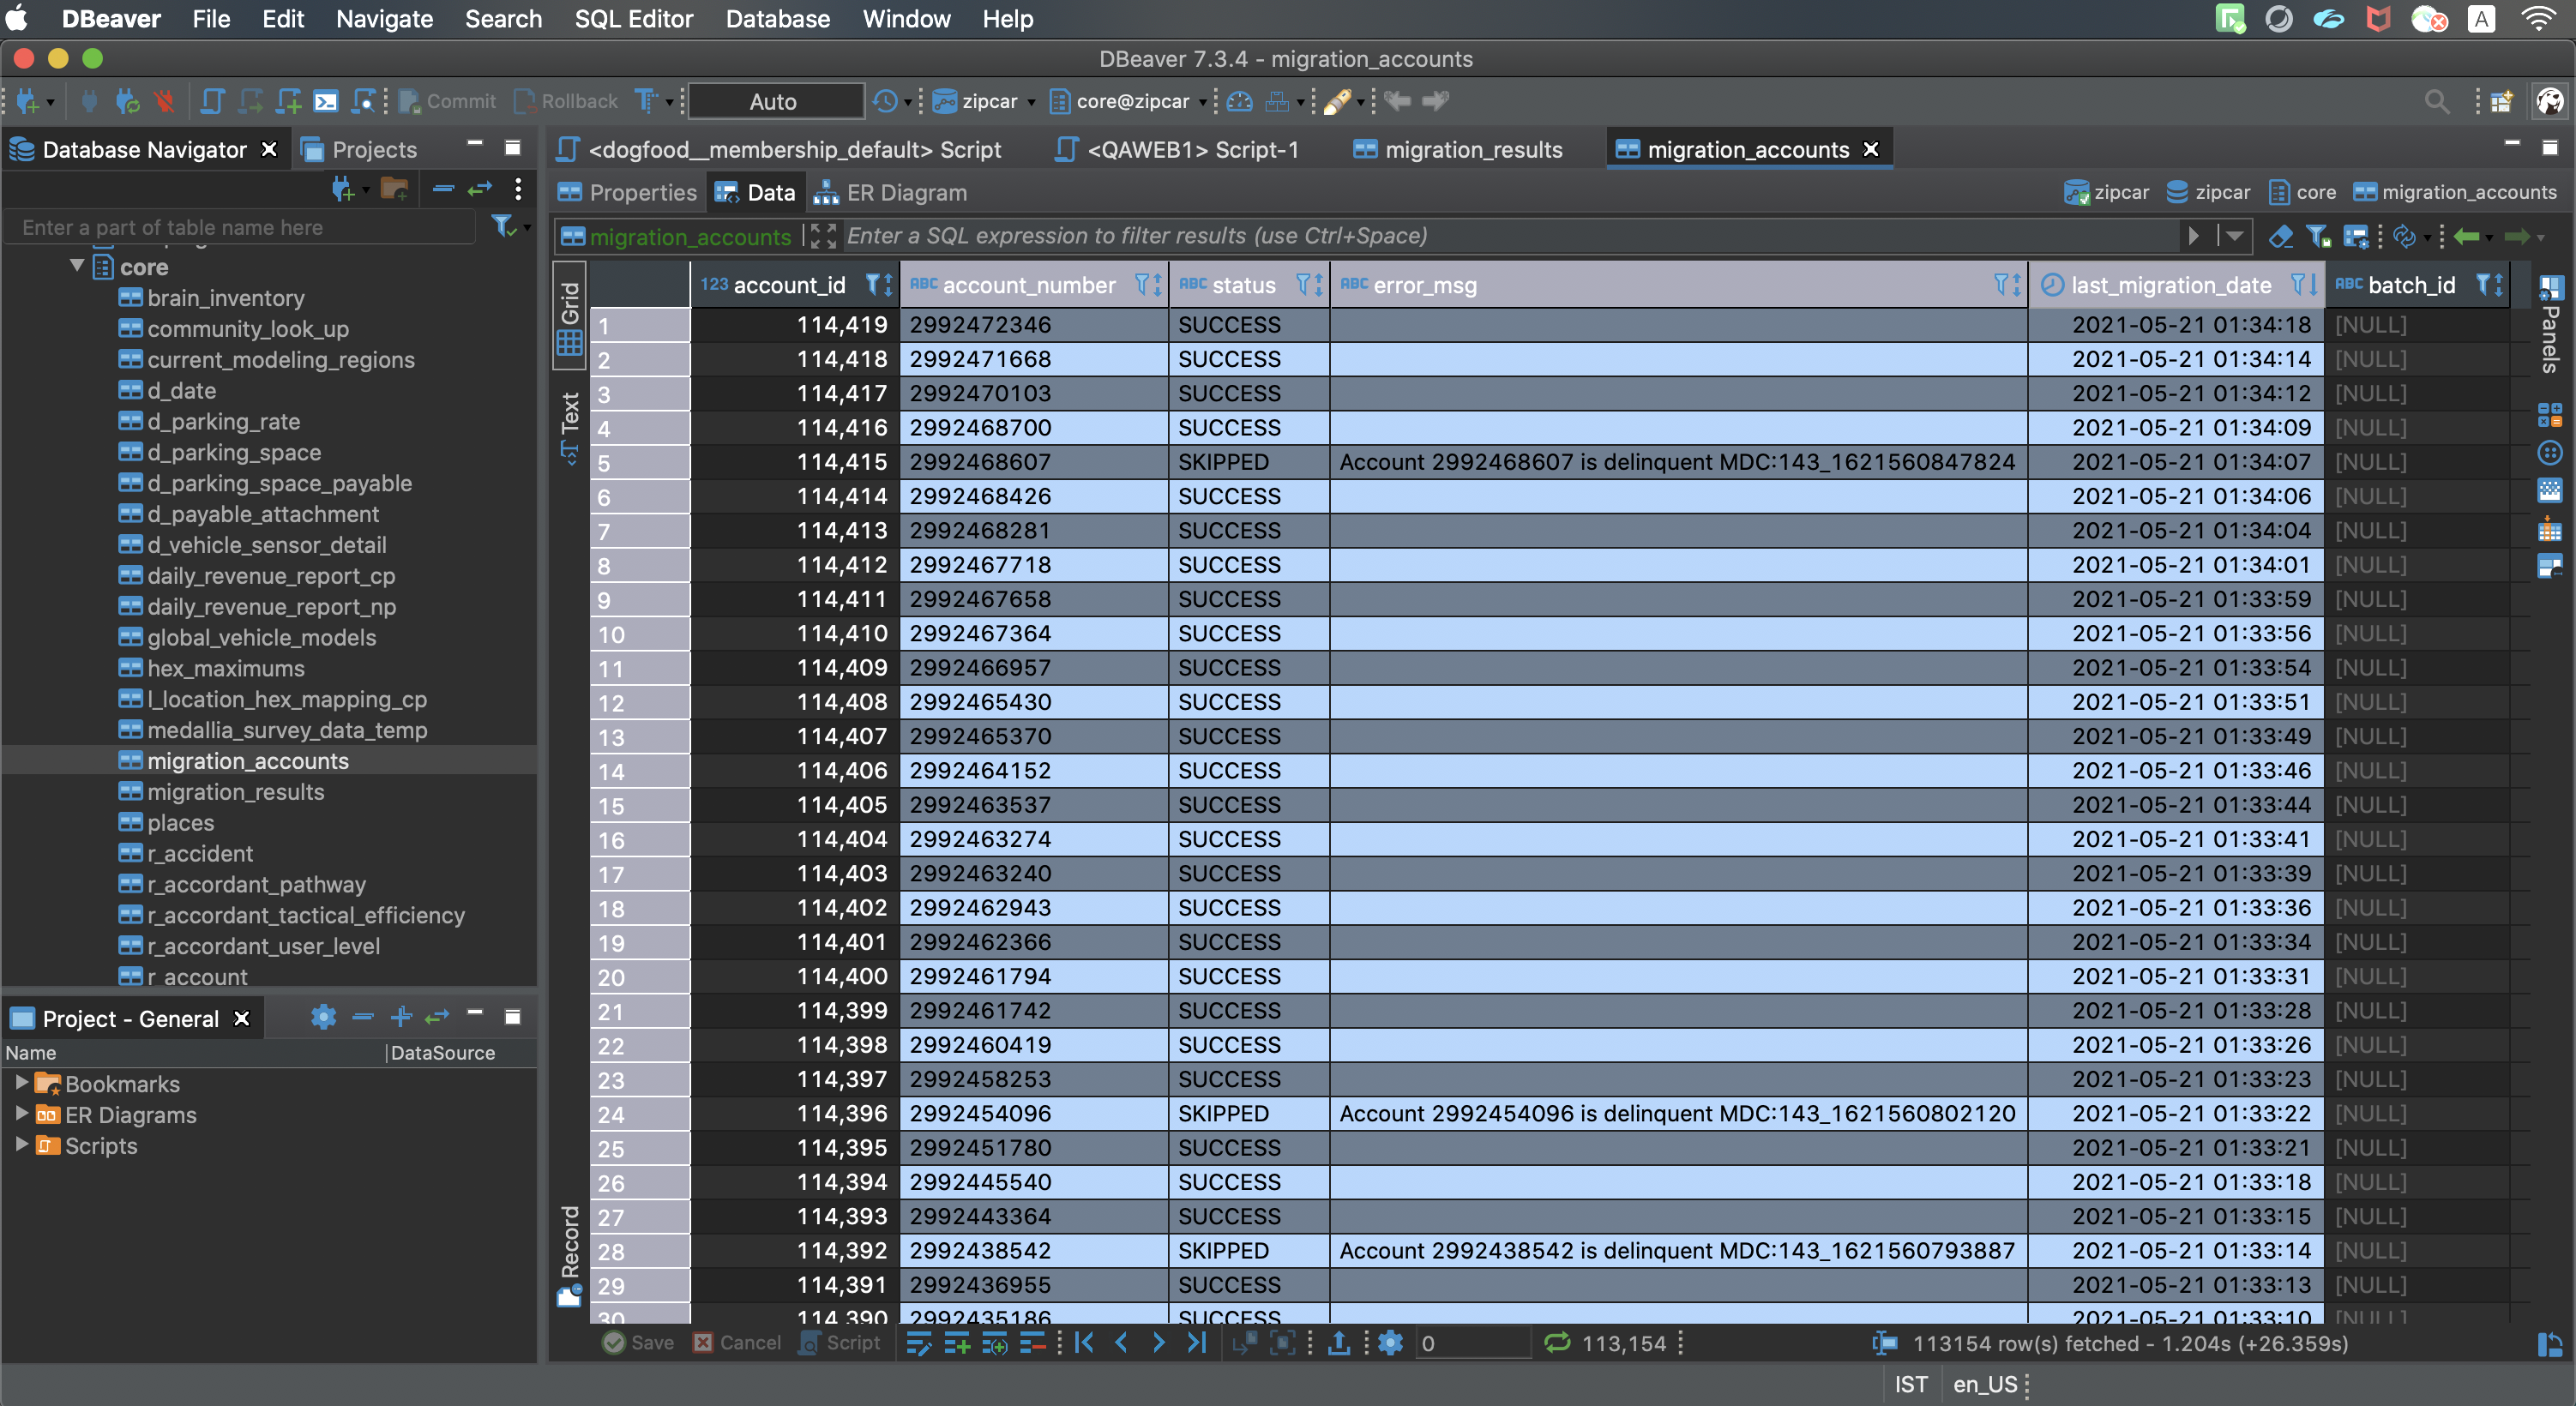 DBeaver File Edit Navigate Search SQL Editor Database Window Help A
DBeaver 7.3.4 - migration_accounts
Commit Rollback Auto zipcar core@zipcar
Database Navigator Projects
<dogfood__membership_default> Script <QAWEB1> Script-1 migration_results migration_accounts
Properties Data ER Diagram zipcar zipcar core migration_accounts
Enter a part of table name here
migration_accounts Enter a SQL expression to filter results (use Ctrl+Space)
core
brain_inventory
community_look_up
current_modeling_regions
d_date
d_parking_rate
d_parking_space
d_parking_space_payable
d_payable_attachment
d_vehicle_sensor_detail
daily_revenue_report_cp
daily_revenue_report_np
global_vehicle_models
hex_maximums
l_location_hex_mapping_cp
medallia_survey_data_temp
migration_accounts
migration_results
places
r_accident
r_accordant_pathway
r_accordant_tactical_efficiency
r_accordant_user_level
r_account
Project - General
Name DataSource
Bookmarks
ER Diagrams
Scripts
Grid
Text
Record
Panels
123 account_id ABC account_number ABC status ABC error_msg last_migration_date ABC batch_id
1 114,419 2992472346 SUCCESS 2021-05-21 01:34:18 [NULL]
2 114,418 2992471668 SUCCESS 2021-05-21 01:34:14 [NULL]
3 114,417 2992470103 SUCCESS 2021-05-21 01:34:12 [NULL]
4 114,416 2992468700 SUCCESS 2021-05-21 01:34:09 [NULL]
5 114,415 2992468607 SKIPPED Account 2992468607 is delinquent MDC:143_1621560847824 2021-05-21 01:34:07 [NULL]
6 114,414 2992468426 SUCCESS 2021-05-21 01:34:06 [NULL]
7 114,413 2992468281 SUCCESS 2021-05-21 01:34:04 [NULL]
8 114,412 2992467718 SUCCESS 2021-05-21 01:34:01 [NULL]
9 114,411 2992467658 SUCCESS 2021-05-21 01:33:59 [NULL]
10 114,410 2992467364 SUCCESS 2021-05-21 01:33:56 [NULL]
11 114,409 2992466957 SUCCESS 2021-05-21 01:33:54 [NULL]
12 114,408 2992465430 SUCCESS 2021-05-21 01:33:51 [NULL]
13 114,407 2992465370 SUCCESS 2021-05-21 01:33:49 [NULL]
14 114,406 2992464152 SUCCESS 2021-05-21 01:33:46 [NULL]
15 114,405 2992463537 SUCCESS 2021-05-21 01:33:44 [NULL]
16 114,404 2992463274 SUCCESS 2021-05-21 01:33:41 [NULL]
17 114,403 2992463240 SUCCESS 2021-05-21 01:33:39 [NULL]
18 114,402 2992462943 SUCCESS 2021-05-21 01:33:36 [NULL]
19 114,401 2992462366 SUCCESS 2021-05-21 01:33:34 [NULL]
20 114,400 2992461794 SUCCESS 2021-05-21 01:33:31 [NULL]
21 114,399 2992461742 SUCCESS 2021-05-21 01:33:28 [NULL]
22 114,398 2992460419 SUCCESS 2021-05-21 01:33:26 [NULL]
23 114,397 2992458253 SUCCESS 2021-05-21 01:33:23 [NULL]
24 114,396 2992454096 SKIPPED Account 2992454096 is delinquent MDC:143_1621560802120 2021-05-21 01:33:22 [NULL]
25 114,395 2992451780 SUCCESS 2021-05-21 01:33:21 [NULL]
26 114,394 2992445540 SUCCESS 2021-05-21 01:33:18 [NULL]
27 114,393 2992443364 SUCCESS 2021-05-21 01:33:15 [NULL]
28 114,392 2992438542 SKIPPED Account 2992438542 is delinquent MDC:143_1621560793887 2021-05-21 01:33:14 [NULL]
29 114,391 2992436955 SUCCESS 2021-05-21 01:33:13 [NULL]
30 114,390 2992435186 SUCCESS 2021-05-21 01:33:10 [NULL]
Save Cancel Script 0 113,154 113154 row(s) fetched - 1.204s (+26.359s)
IST en_US